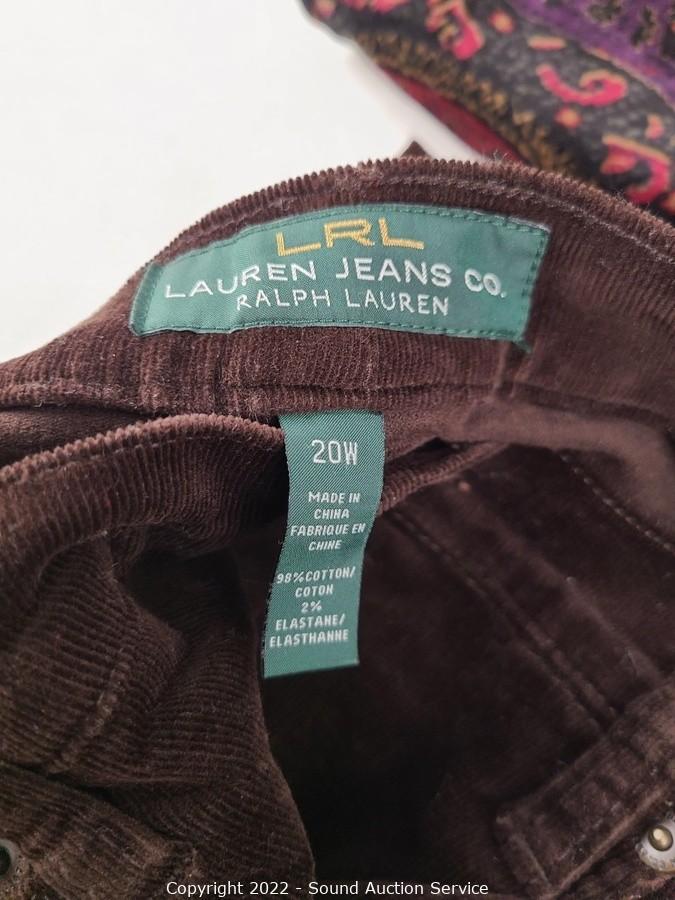 LRL
LAUREN JEANS CO.
RALPH LAUREN
20W
MADE IN
CHINA
FABRIQUE EN
CHINE
98%COTTON/
COTON
2%
ELASTANE/
ELASTHANNE
Copyright 2022 - Sound Auction Service